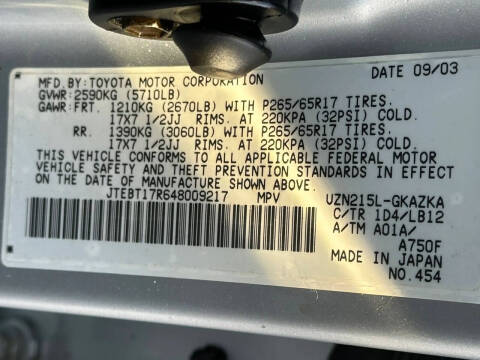 MFD.BY:TOYOTA MOTOR CORPORATION DATE 09/03
GVWR:2590KG (5710LB)
GAWR:FRT. 1210KG (2670LB) WITH P265/65R17 TIRES.
17X7 1/2JJ RIMS. AT 220KPA (32PSI) COLD.
RR. 1390KG (3060LB) WITH P265/65R17 TIRES.
17X7 1/2JJ RIMS. AT 220KPA (32PSI) COLD.
THIS VEHICLE CONFORMS TO ALL APPLICABLE FEDERAL MOTOR
VEHICLE SAFETY AND THEFT PREVENTION STANDARDS IN EFFECT
ON THE DATE OF MANUFACTURE SHOWN ABOVE.
JTEBT17R648009217 MPV UZN215L-GKAZKA
C/TR 1D4/LB12
A/TM A01A/
A750F
MADE IN JAPAN
NO.454